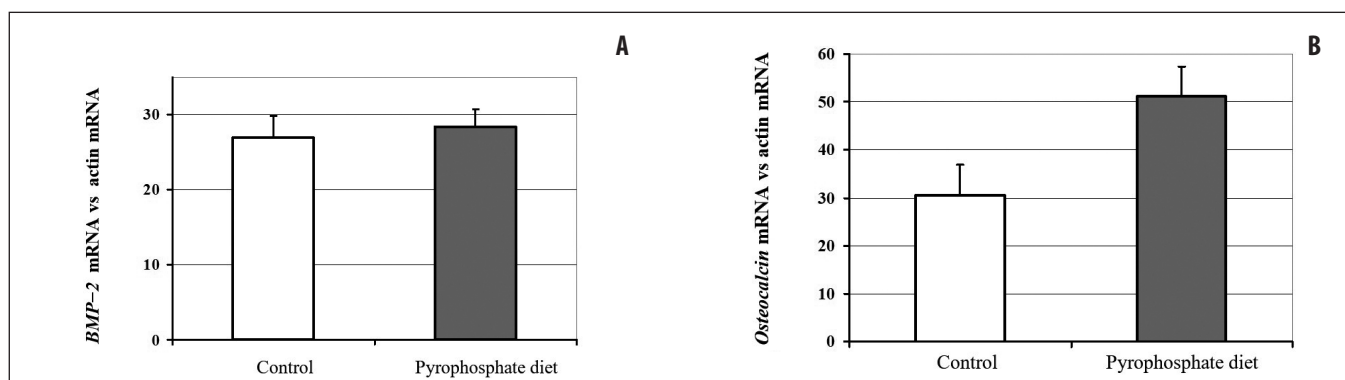 A
BMP–2 mRNA vs actin mRNA
30
20
10
0
Control
Pyrophosphate diet
B
Osteocalcin mRNA vs actin mRNA
60
50
40
30
20
10
0
Control
Pyrophosphate diet